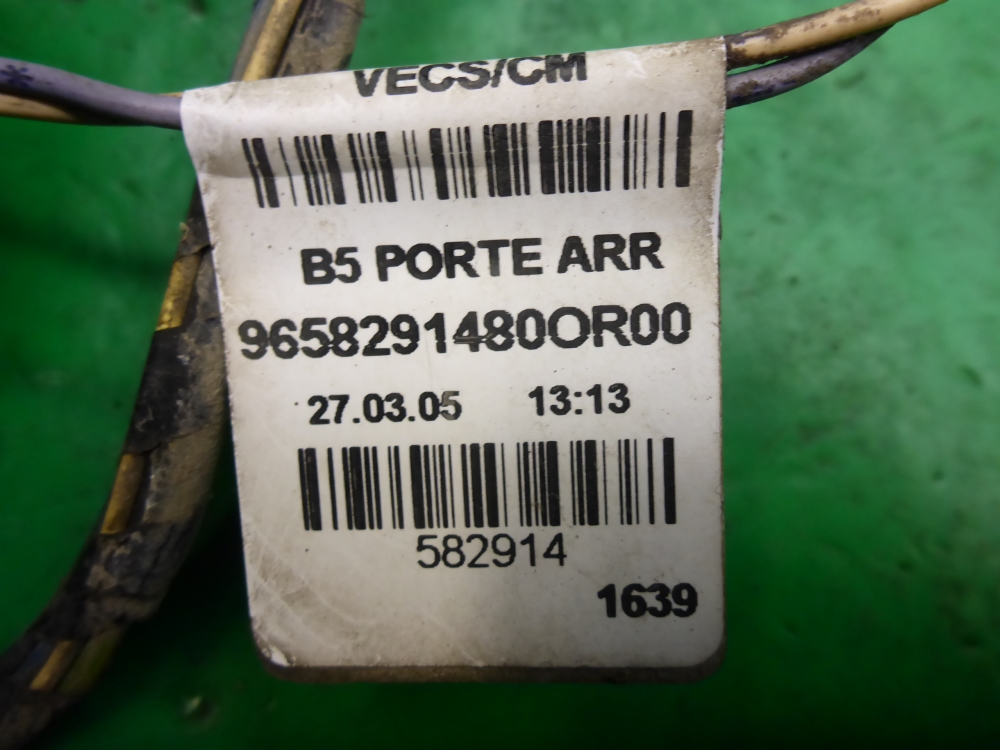 VECS/CM
B5 PORTE ARR
9658291480OR00
27.03.05 13:13
582914
1639